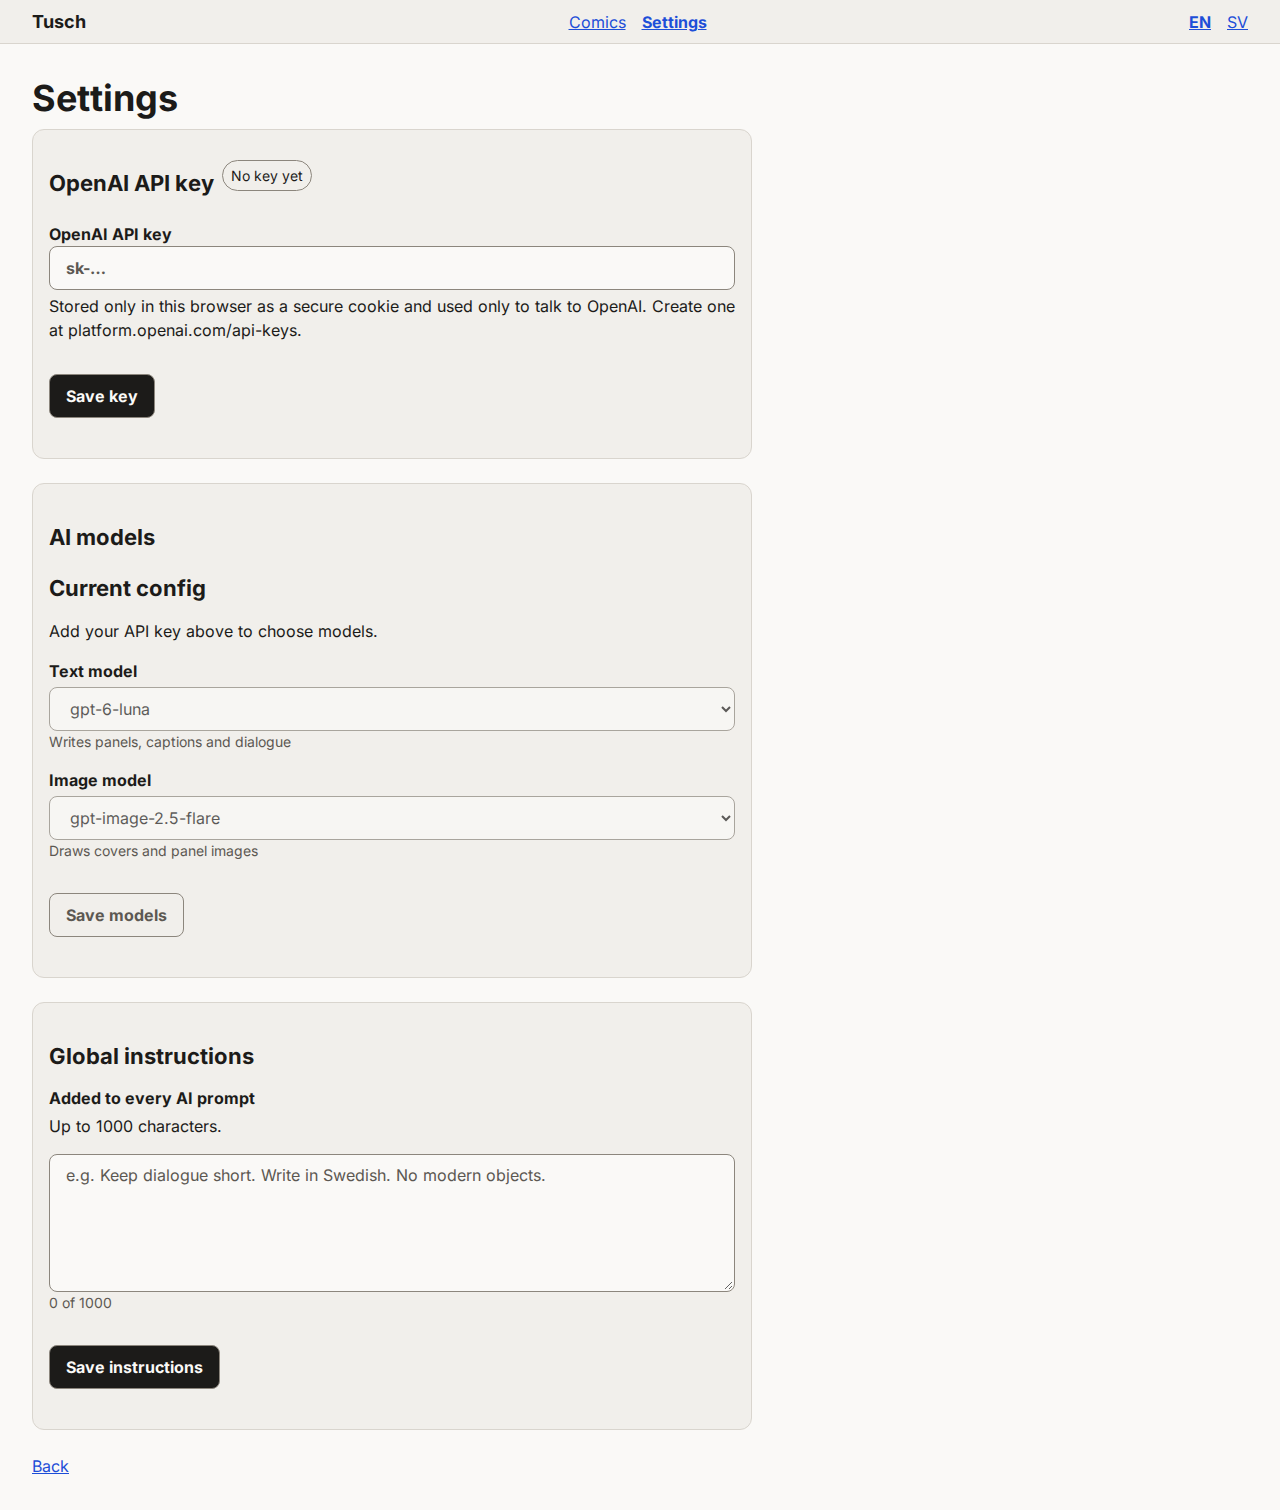 Tusch
Comics Settings
EN SV
Settings
OpenAI API key No key yet
OpenAI API key
sk-...
Stored only in this browser as a secure cookie and used only to talk to OpenAI. Create one
at platform.openai.com/api-keys.
Save key
AI models
Current config
Add your API key above to choose models.
Text model
gpt-6-luna
Writes panels, captions and dialogue
Image model
gpt-image-2.5-flare
Draws covers and panel images
Save models
Global instructions
Added to every AI prompt
Up to 1000 characters.
e.g. Keep dialogue short. Write in Swedish. No modern objects.
0 of 1000
Save instructions
Back